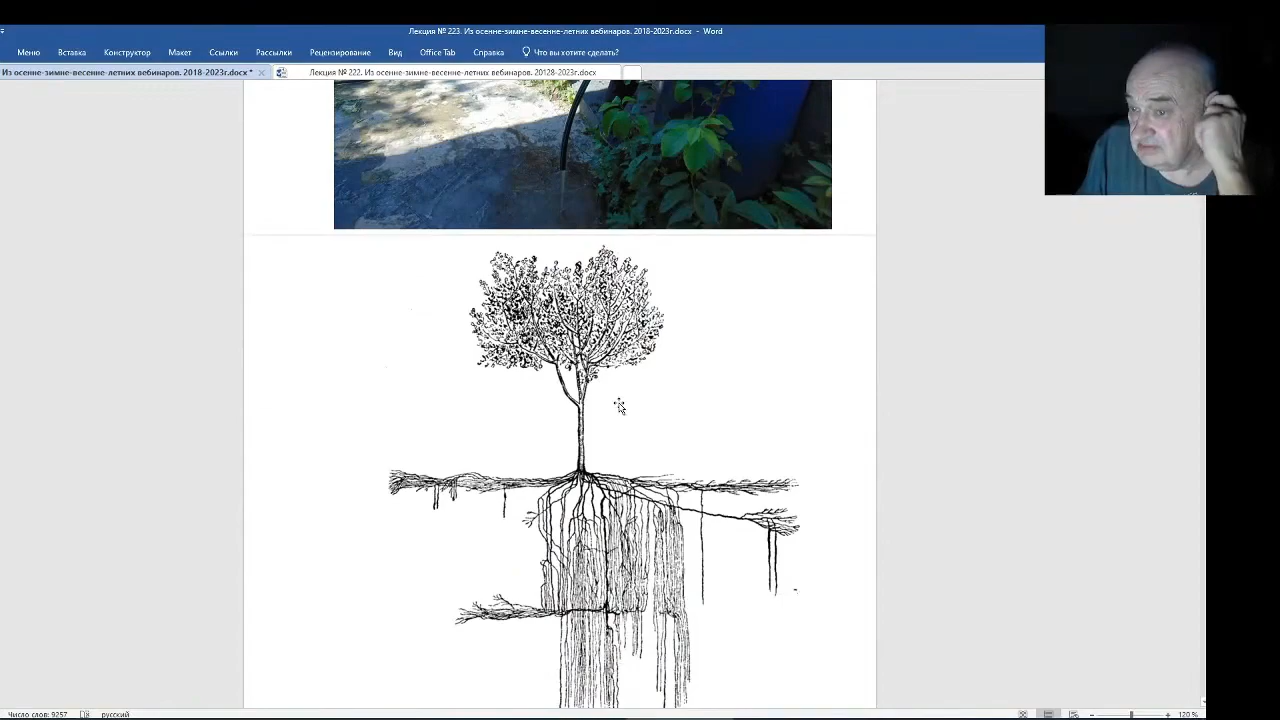 Лекция № 223. Из осенне-зимне-весенне-летних вебинаров. 2018-2023г.docx - Word
Меню Вставка Конструктор Макет Ссылки Рассылки Рецензирование Вид Office Tab Справка Что вы хотите сделать?
Из осенне-зимне-весенне-летних вебинаров. 2018-2023г.docx * Лекция № 222. Из осенне-зимне-весенне-летних вебинаров. 20128-2023г.docx
Число слов: 9257 русский 120 %